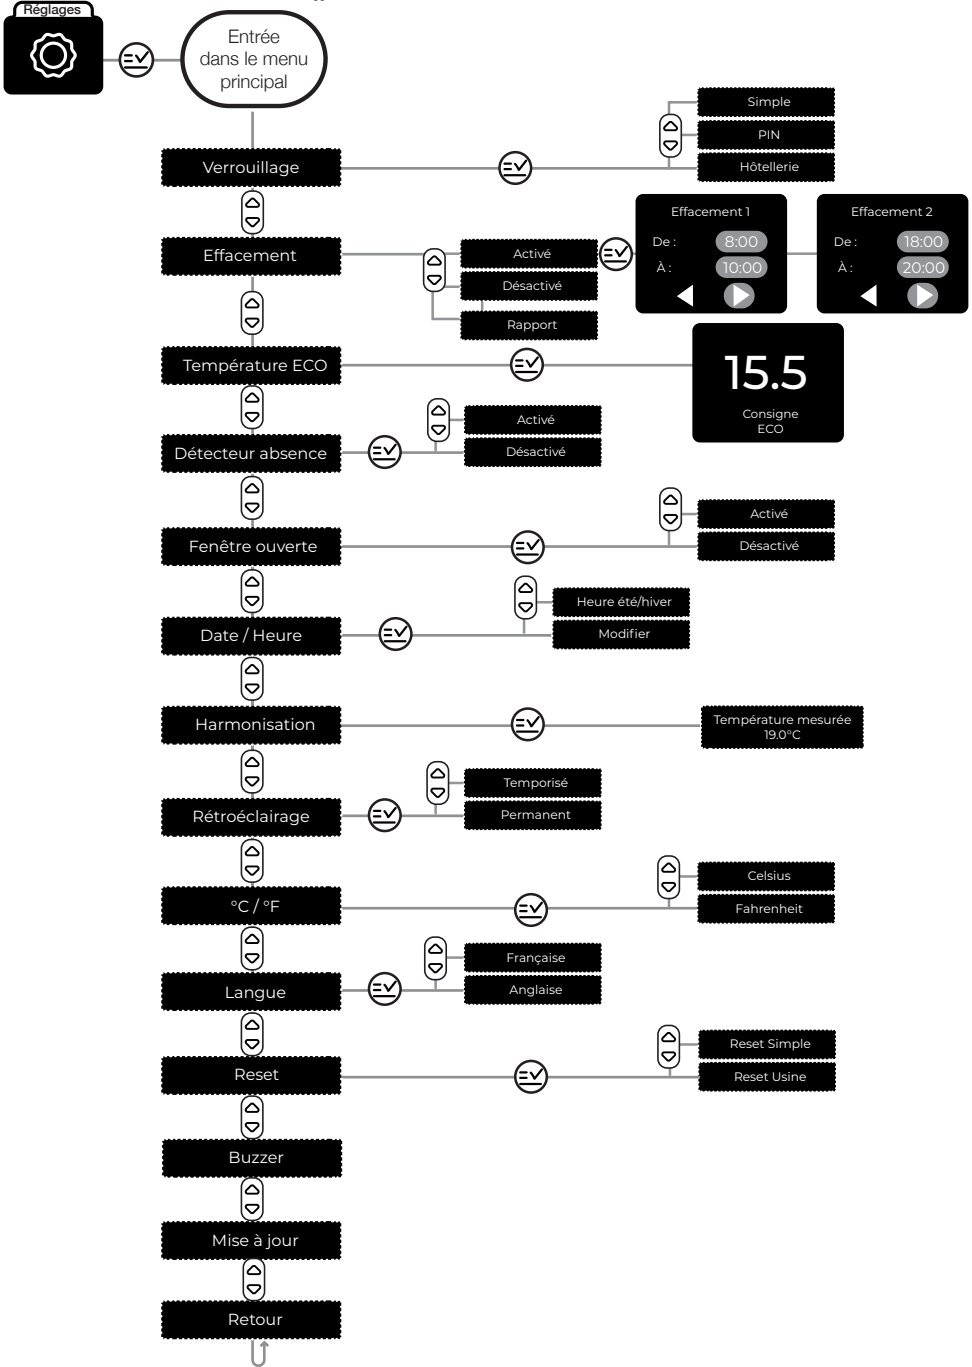 Réglages
Entrée
dans le menu
principal
Verrouillage
Simple
PIN
Hôtellerie
Effacement
Activé
Désactivé
Rapport
Effacement 1
De : 8:00
À : 10:00
Effacement 2
De : 18:00
À : 20:00
Température ECO
15.5
Consigne
ECO
Détecteur absence
Activé
Désactivé
Fenêtre ouverte
Activé
Désactivé
Date / Heure
Heure été/hiver
Modifier
Harmonisation
Température mesurée
19.0°C
Rétroéclairage
Temporisé
Permanent
°C / °F
Celsius
Fahrenheit
Langue
Française
Anglaise
Reset
Reset Simple
Reset Usine
Buzzer
Mise à jour
Retour